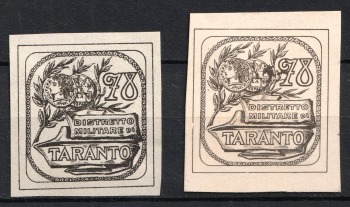 78
DISTRETTO
MILITARE DI
TARANTO
78
DISTRETTO
MILITARE DI
TARANTO